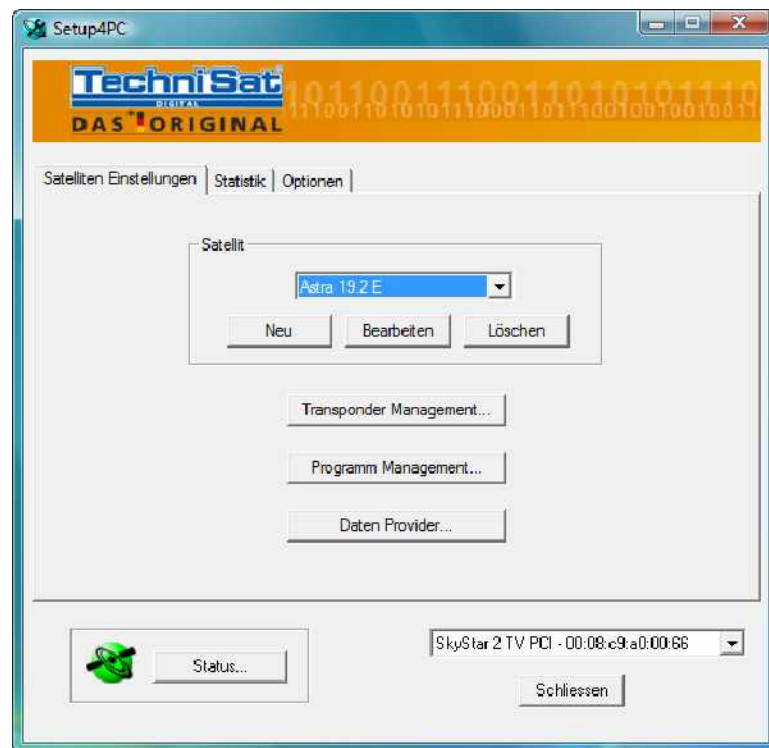 Setup4PC
TechniSat
DIGITAL
DAS ORIGINAL
Satelliten Einstellungen
Statistik
Optionen
Satellit
Astra 19.2 E
Neu
Bearbeiten
Löschen
Transponder Management...
Programm Management...
Daten Provider...
Status...
SkyStar 2 TV PCI - 00:08:c9:a0:00:66
Schliessen